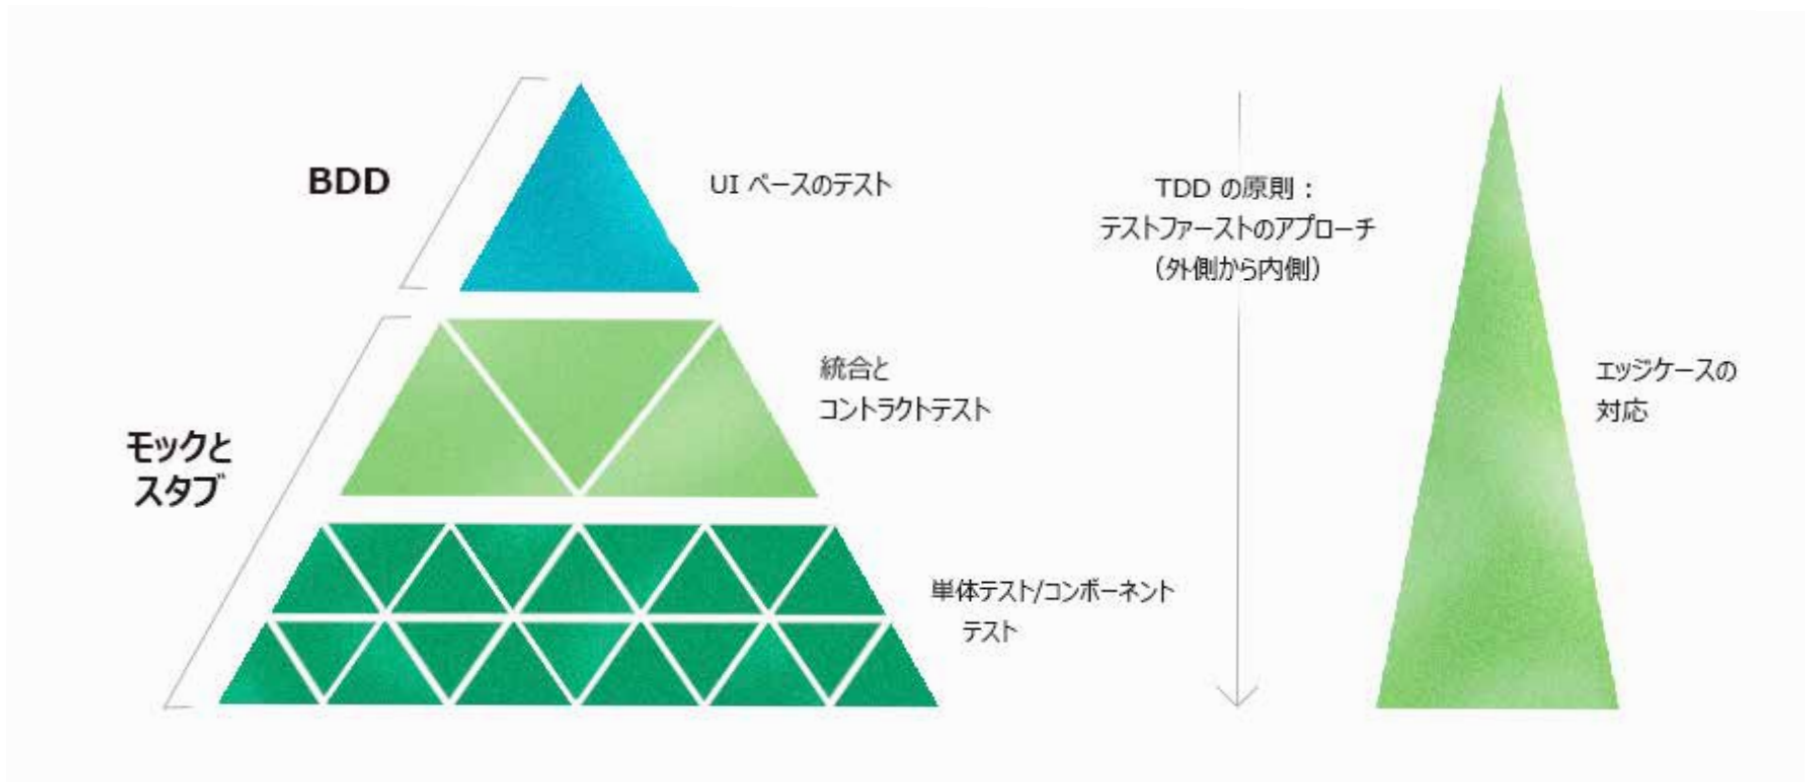 BDD
UI ベースのテスト
TDD の原則：
テストファーストのアプローチ
（外側から内側）
統合と
コントラクトテスト
エッジケースの
対応
モックと
スタブ
単体テスト/コンポーネント
テスト